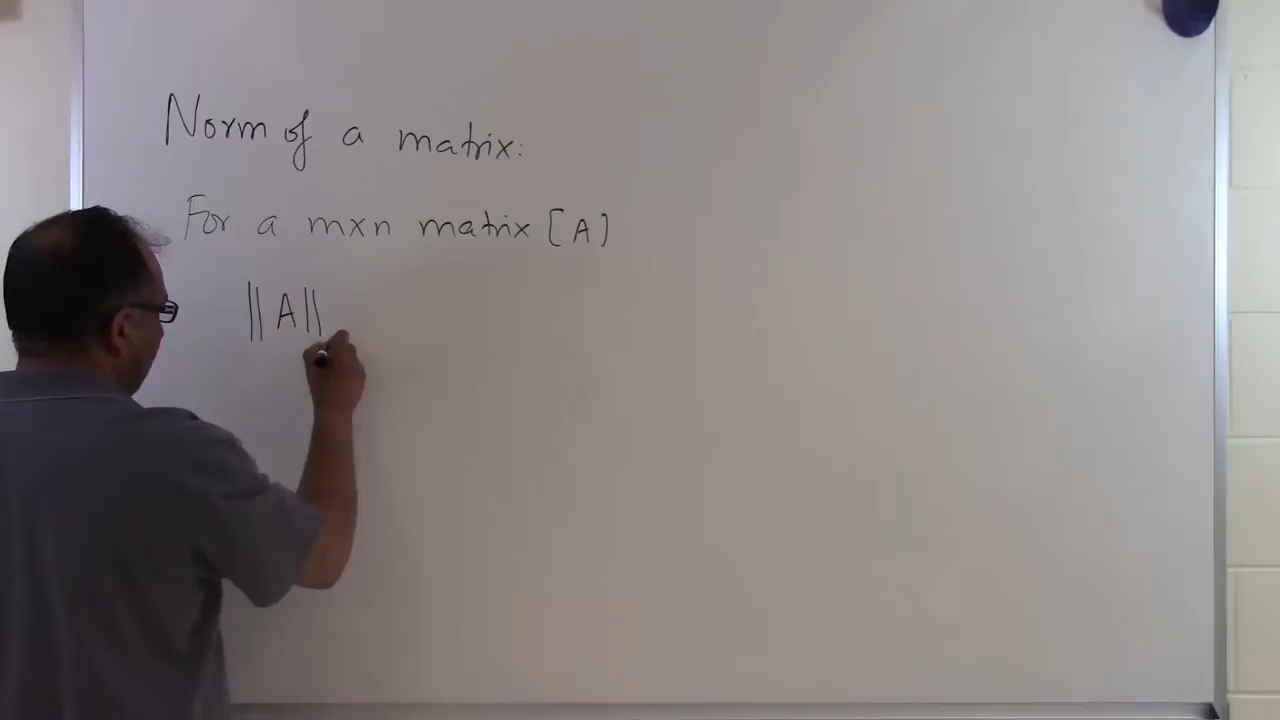 Norm of a matrix:
For a mxn matrix [A]
||A||